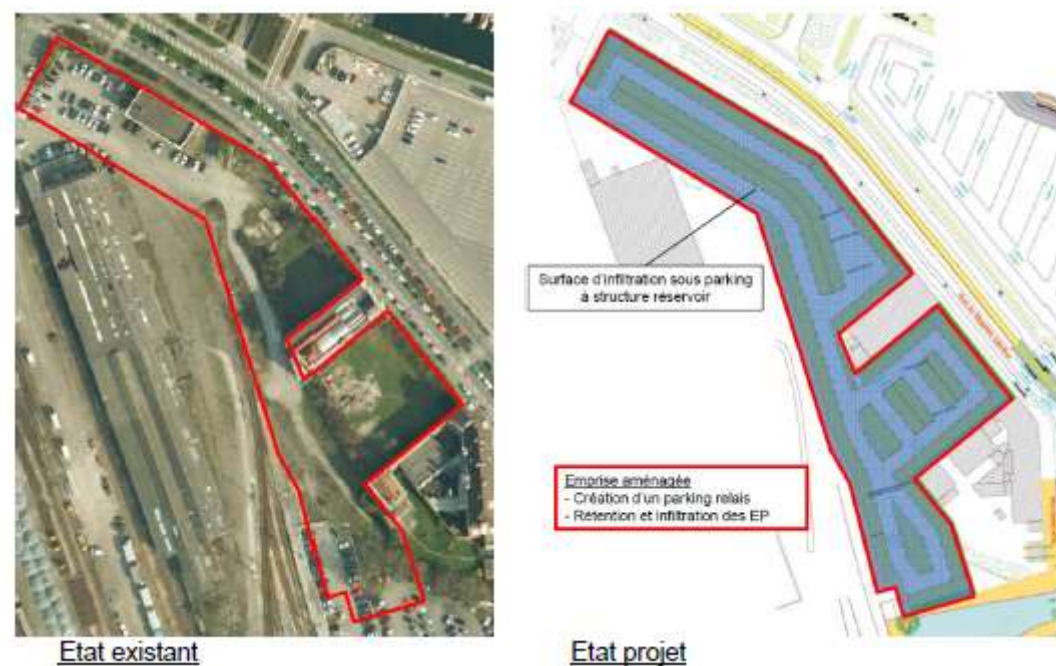 Surface d'infiltration sous parking
à structure réservoir
Emprise aménagée
- Création d'un parking relais
- Rétention et infiltration des EP
Etat existant
Etat projet